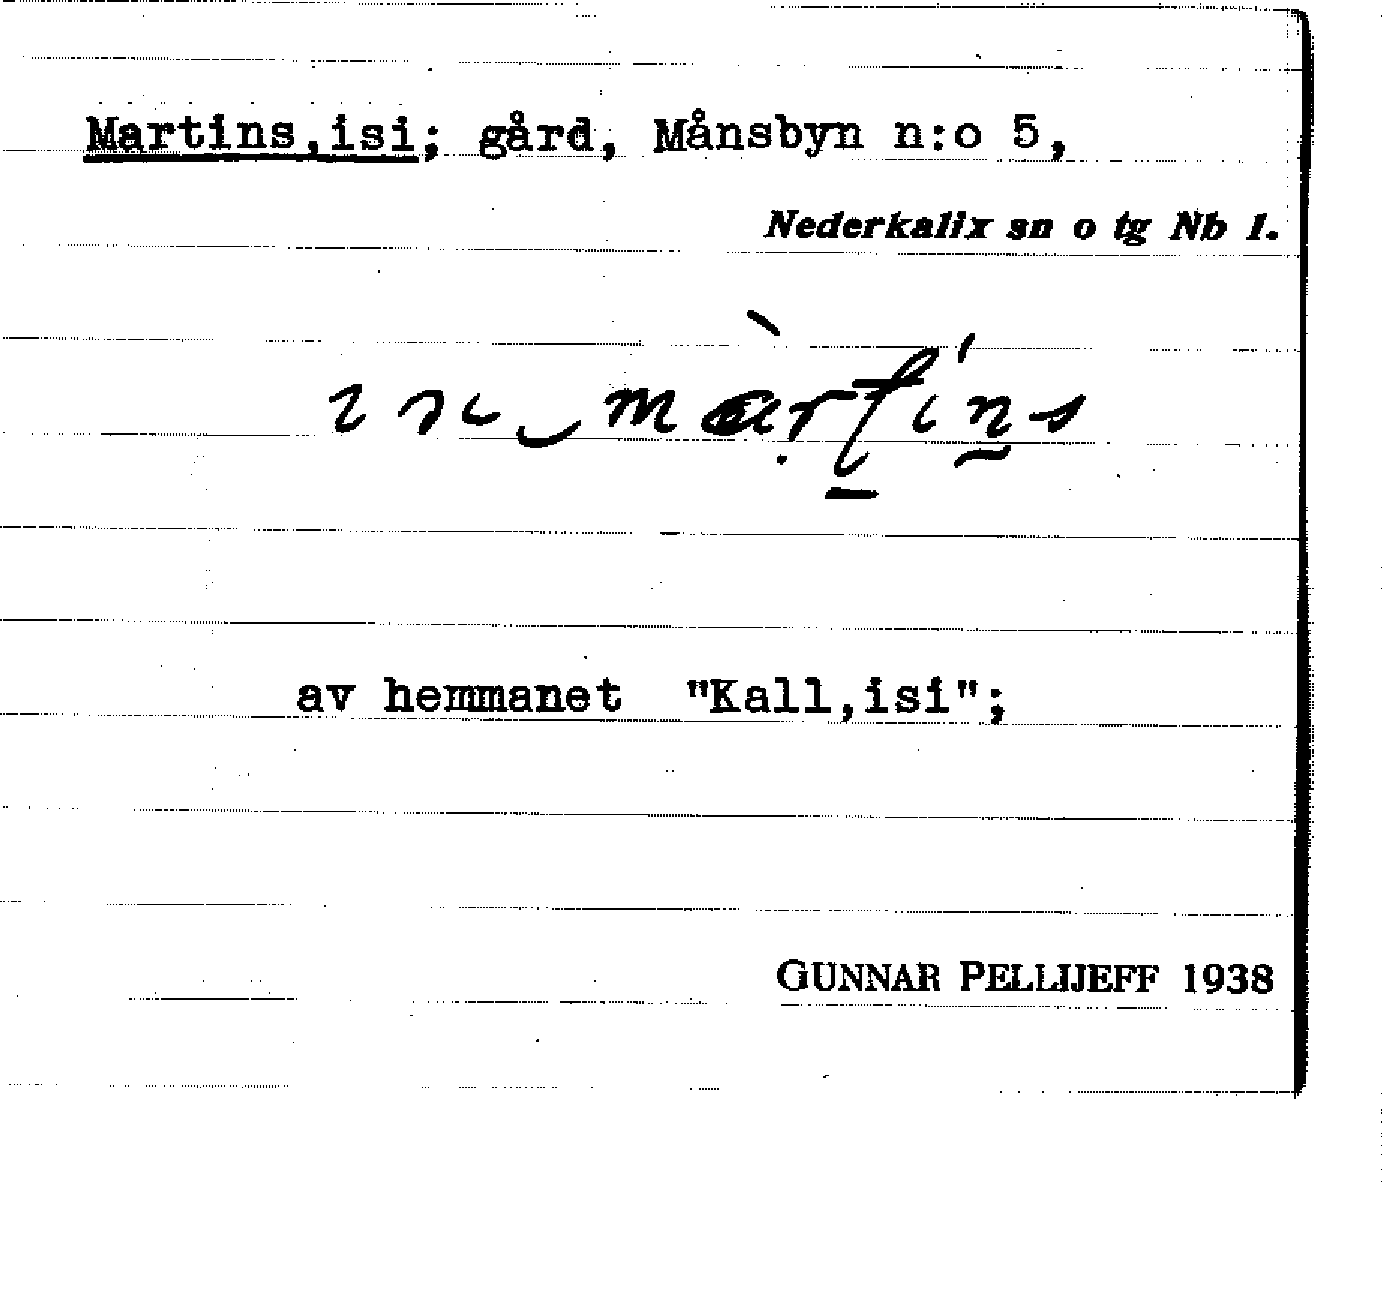 Martins,isi; gård, Månsbyn n:o 5,
Nederkalix sn o tg Nb 1.
av hemmanet "Kall,isi";
GUNNAR PELLIJEFF 1938